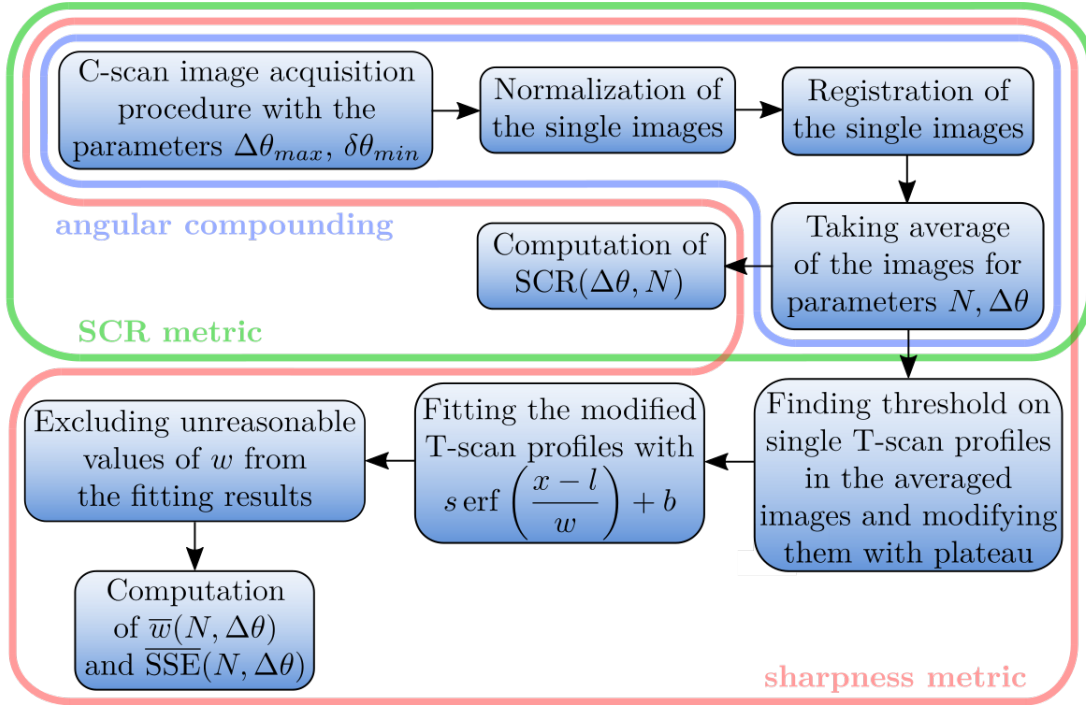 C-scan image acquisition
procedure with the
parameters Δθ_max, δθ_min
Normalization of
the single images
Registration of
the single images
angular compounding
Computation of
SCR(Δθ, N)
Taking average
of the images for
parameters N, Δθ
SCR metric
Excluding unreasonable
values of w from
the fitting results
Fitting the modified
T-scan profiles with
s erf ((x − l)/w) + b
Finding threshold on
single T-scan profiles
in the averaged
images and modifying
them with plateau
Computation
of w̅(N, Δθ)
and S̅S̅E̅(N, Δθ)
sharpness metric